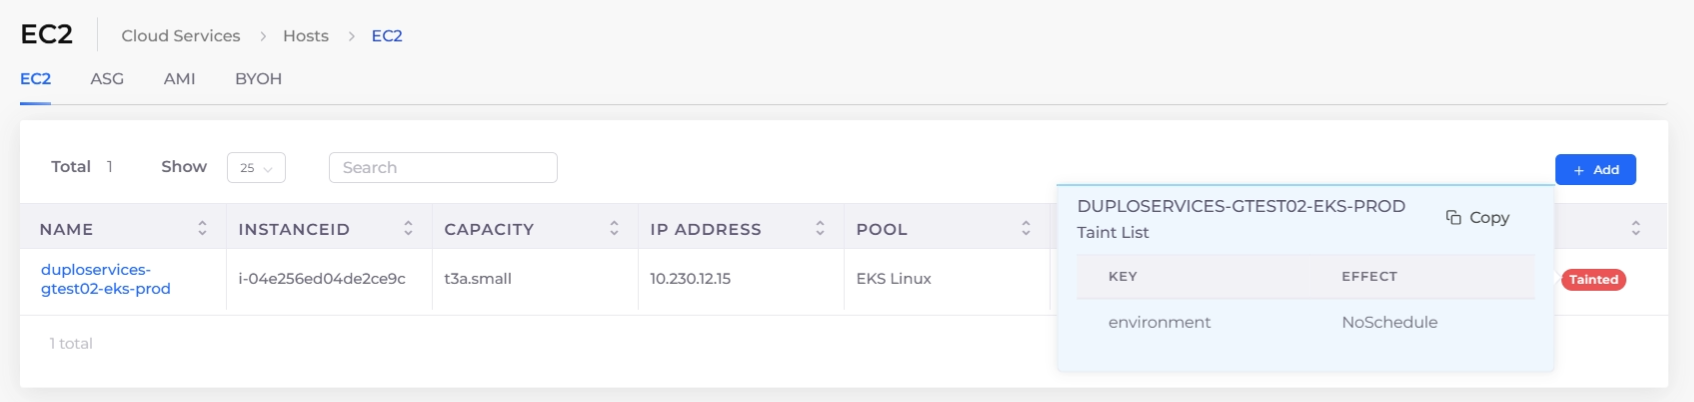 EC2 Cloud Services > Hosts > EC2
EC2 ASG AMI BYOH
Total 1 Show 25 Search + Add
NAME INSTANCEID CAPACITY IP ADDRESS POOL
duploservices-
gtest02-eks-prod i-04e256ed04de2ce9c t3a.small 10.230.12.15 EKS Linux Tainted
1 total
DUPLOSERVICES-GTEST02-EKS-PROD Copy
Taint List
KEY EFFECT
environment NoSchedule